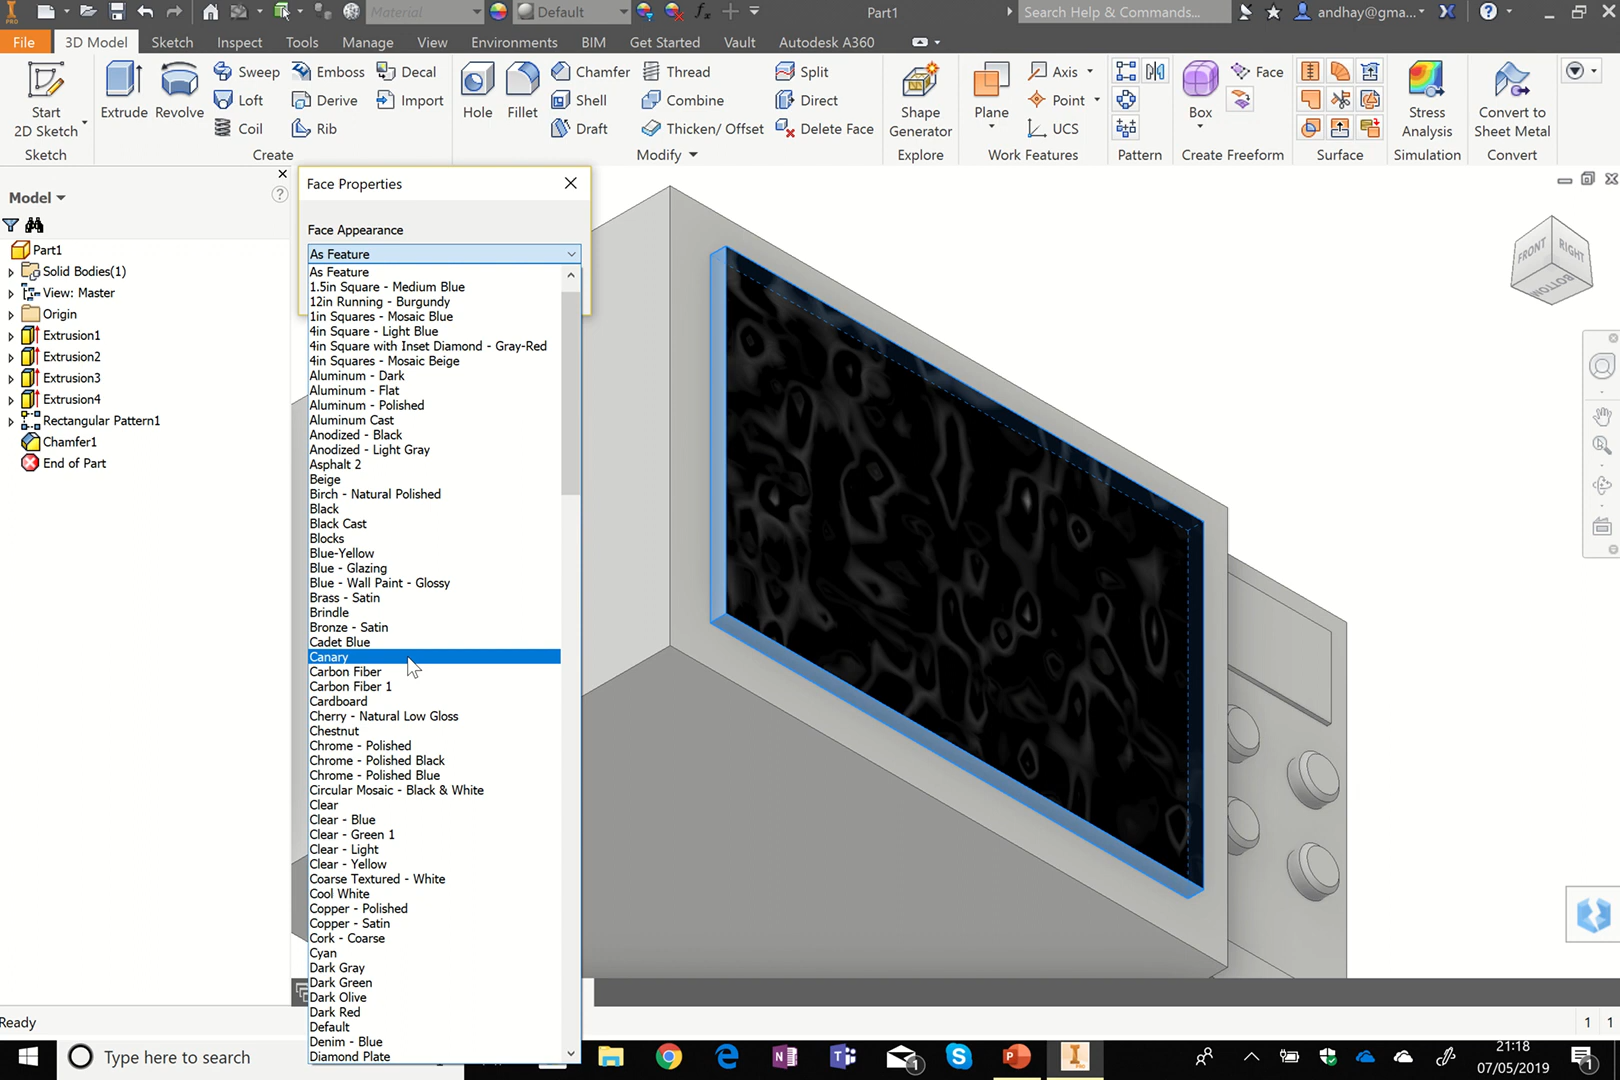 PRO
Material
Default
Part1
Search Help & Commands...
andhay@gma...
File
3D Model
Sketch
Inspect
Tools
Manage
View
Environments
BIM
Get Started
Vault
Autodesk A360
Start
2D Sketch
Extrude
Revolve
Sweep
Loft
Coil
Emboss
Derive
Rib
Decal
Import
Hole
Fillet
Chamfer
Shell
Draft
Thread
Combine
Thicken/ Offset
Split
Direct
Delete Face
Shape
Generator
Plane
Axis
Point
UCS
Box
Face
Stress
Analysis
Convert to
Sheet Metal
Sketch
Create
Modify
Explore
Work Features
Pattern
Create Freeform
Surface
Simulation
Convert
Model
Part1
Solid Bodies(1)
View: Master
Origin
Extrusion1
Extrusion2
Extrusion3
Extrusion4
Rectangular Pattern1
Chamfer1
End of Part
Face Properties
Face Appearance
As Feature
As Feature
1.5in Square - Medium Blue
12in Running - Burgundy
1in Squares - Mosaic Blue
4in Square - Light Blue
4in Square with Inset Diamond - Gray-Red
4in Squares - Mosaic Beige
Aluminum - Dark
Aluminum - Flat
Aluminum - Polished
Aluminum Cast
Anodized - Black
Anodized - Light Gray
Asphalt 2
Beige
Birch - Natural Polished
Black
Black Cast
Blocks
Blue-Yellow
Blue - Glazing
Blue - Wall Paint - Glossy
Brass - Satin
Brindle
Bronze - Satin
Cadet Blue
Canary
Carbon Fiber
Carbon Fiber 1
Cardboard
Cherry - Natural Low Gloss
Chestnut
Chrome - Polished
Chrome - Polished Black
Chrome - Polished Blue
Circular Mosaic - Black & White
Clear
Clear - Blue
Clear - Green 1
Clear - Light
Clear - Yellow
Coarse Textured - White
Cool White
Copper - Polished
Copper - Satin
Cork - Coarse
Cyan
Dark Gray
Dark Green
Dark Olive
Dark Red
Default
Denim - Blue
Diamond Plate
FRONT
RIGHT
BOTTOM
Ready
1 1
Type here to search
1
21:18
07/05/2019
1